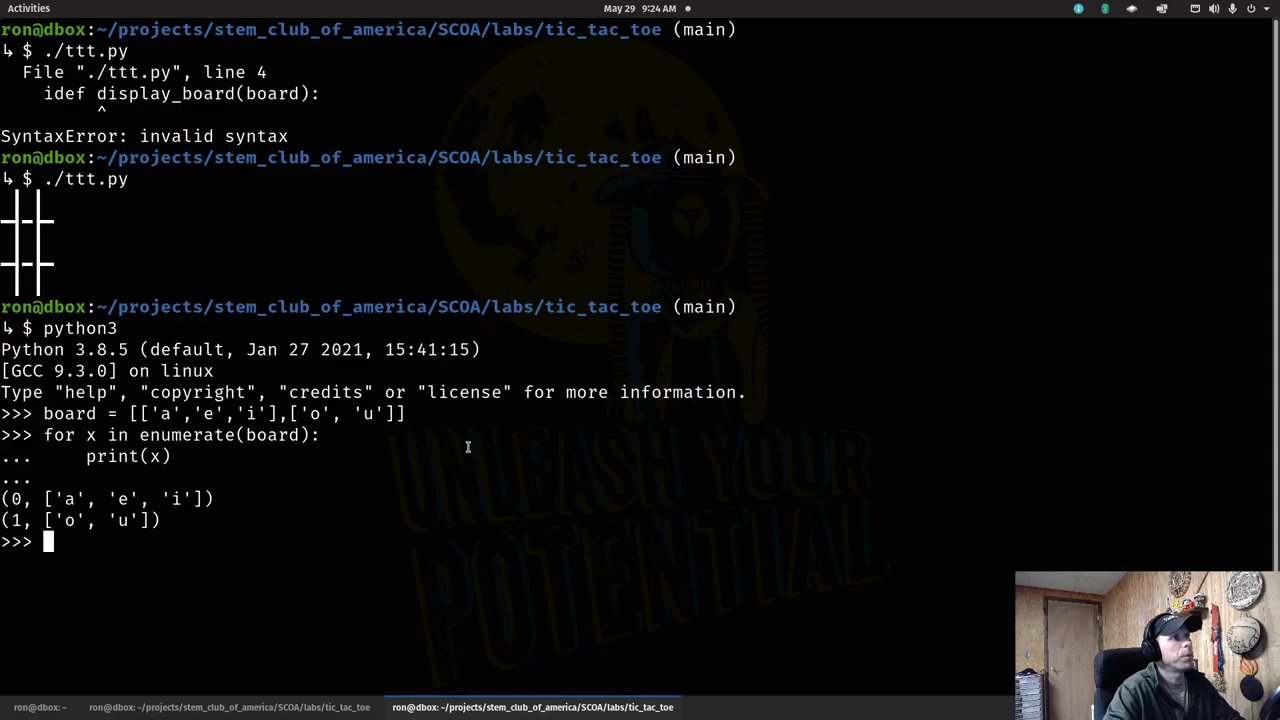 Activities
May 29 9:24 AM
ron@dbox:~/projects/stem_club_of_america/SCOA/labs/tic_tac_toe (main)
↳ $ ./ttt.py
File "./ttt.py", line 4
idef display_board(board):
^
SyntaxError: invalid syntax
ron@dbox:~/projects/stem_club_of_america/SCOA/labs/tic_tac_toe (main)
↳ $ ./ttt.py
ron@dbox:~/projects/stem_club_of_america/SCOA/labs/tic_tac_toe (main)
↳ $ python3
Python 3.8.5 (default, Jan 27 2021, 15:41:15)
[GCC 9.3.0] on linux
Type "help", "copyright", "credits" or "license" for more information.
>>> board = [['a','e','i'],['o', 'u']]
>>> for x in enumerate(board):
...     print(x)
...
(0, ['a', 'e', 'i'])
(1, ['o', 'u'])
>>>
UNLEASH YOUR
POTENTIAL
ron@dbox: ~
ron@dbox: ~/projects/stem_club_of_america/SCOA/labs/tic_tac_toe
ron@dbox: ~/projects/stem_club_of_america/SCOA/labs/tic_tac_toe